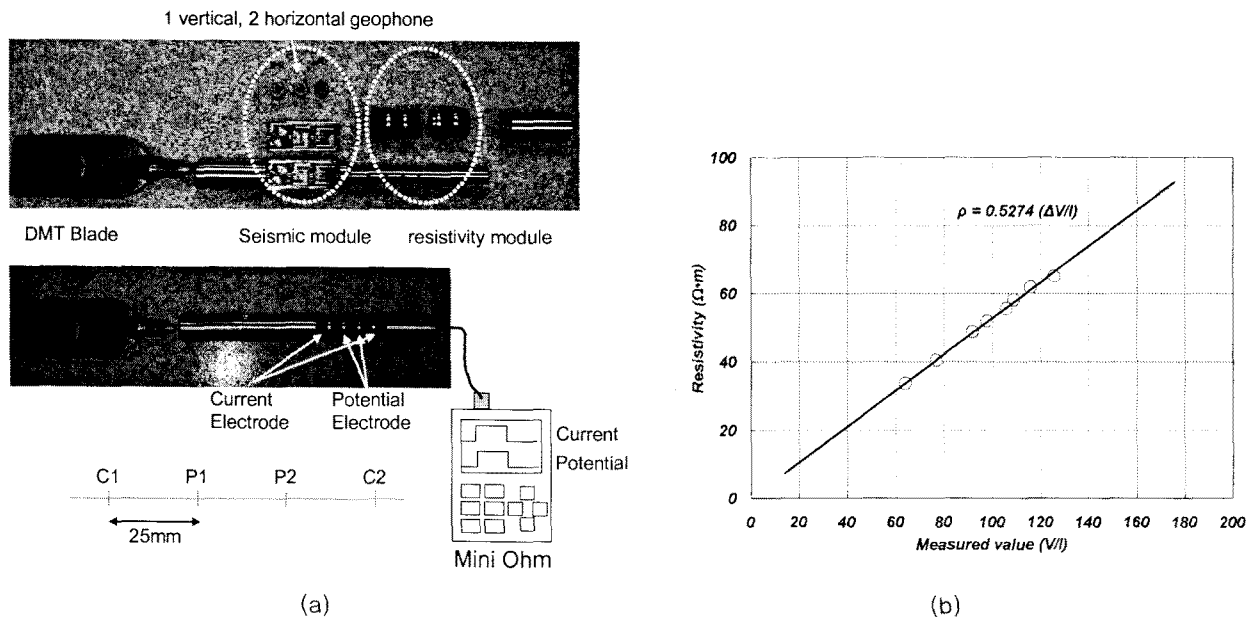 1 vertical, 2 horizontal geophone
DMT Blade
Seismic module
resistivity module
Current
Electrode
Potential
Electrode
Current
Potential
C1
P1
P2
C2
25mm
Mini Ohm
(a)
100
80
60
40
20
0
Resistivity (Ω•m)
ρ = 0.5274 (ΔV/I)
0 20 40 60 80 100 120 140 160 180 200
Measured value (V/I)
(b)